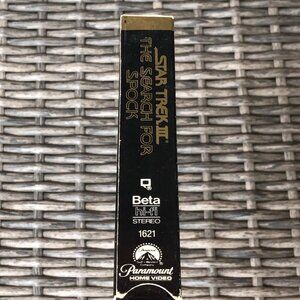 STAR TREK III
THE SEARCH FOR
SPOCK
Beta
hi-fi
STEREO
1621
Paramount
HOME VIDEO